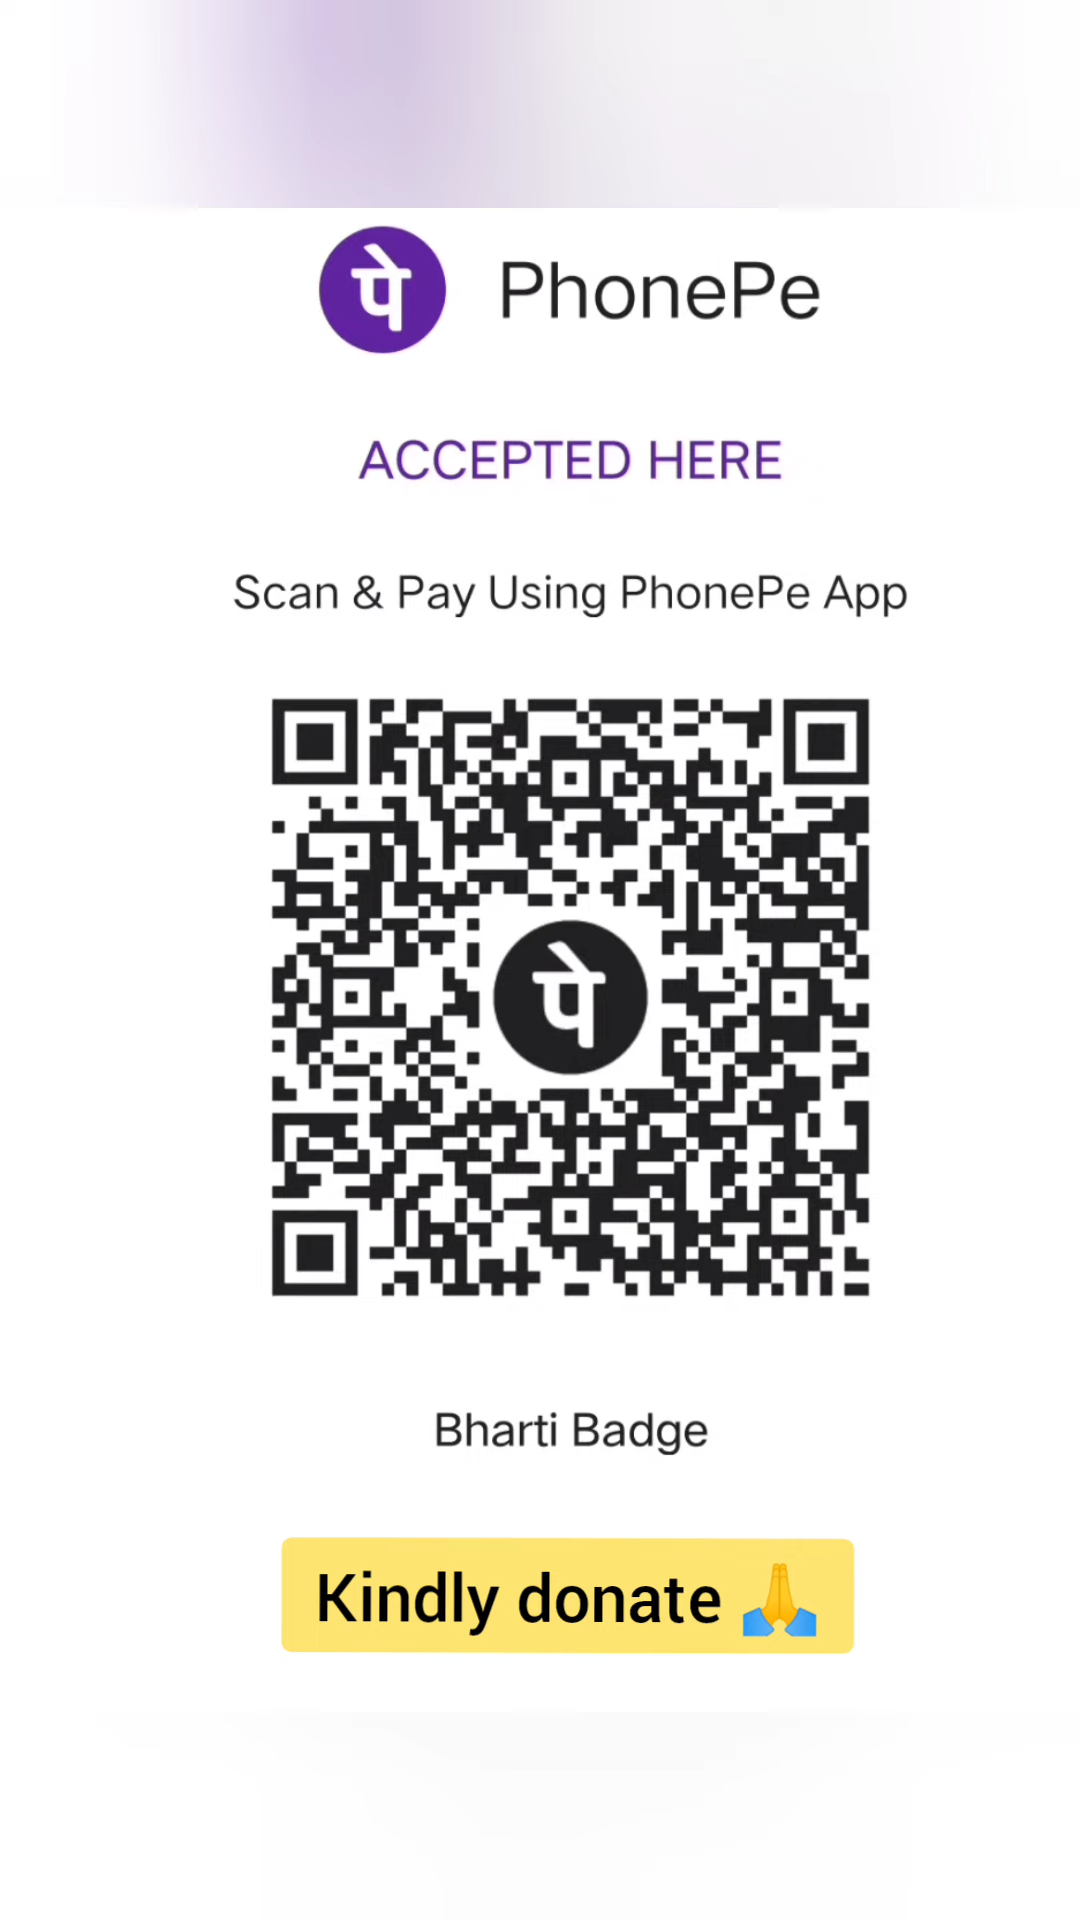 पे PhonePe
ACCEPTED HERE
Scan & Pay Using PhonePe App
पे
Bharti Badge
Kindly donate 🙏